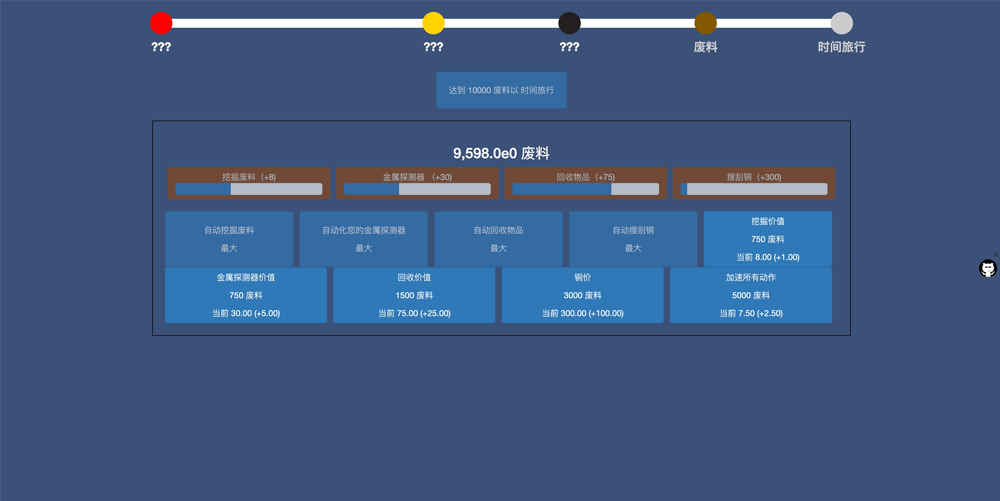 ???
???
???
废料
时间旅行
达到 10000 废料以 时间旅行
9,598.0e0 废料
挖掘废料（+8)
金属探测器 （+30)
回收物品（+75)
搜刮铜（+300)
自动挖掘废料
最大
自动化您的金属探测器
最大
自动回收物品
最大
自动搜刮铜
最大
挖掘价值
750 废料
当前 8.00 (+1.00)
金属探测器价值
750 废料
当前 30.00 (+5.00)
回收价值
1500 废料
当前 75.00 (+25.00)
铜价
3000 废料
当前 300.00 (+100.00)
加速所有动作
5000 废料
当前 7.50 (+2.50)